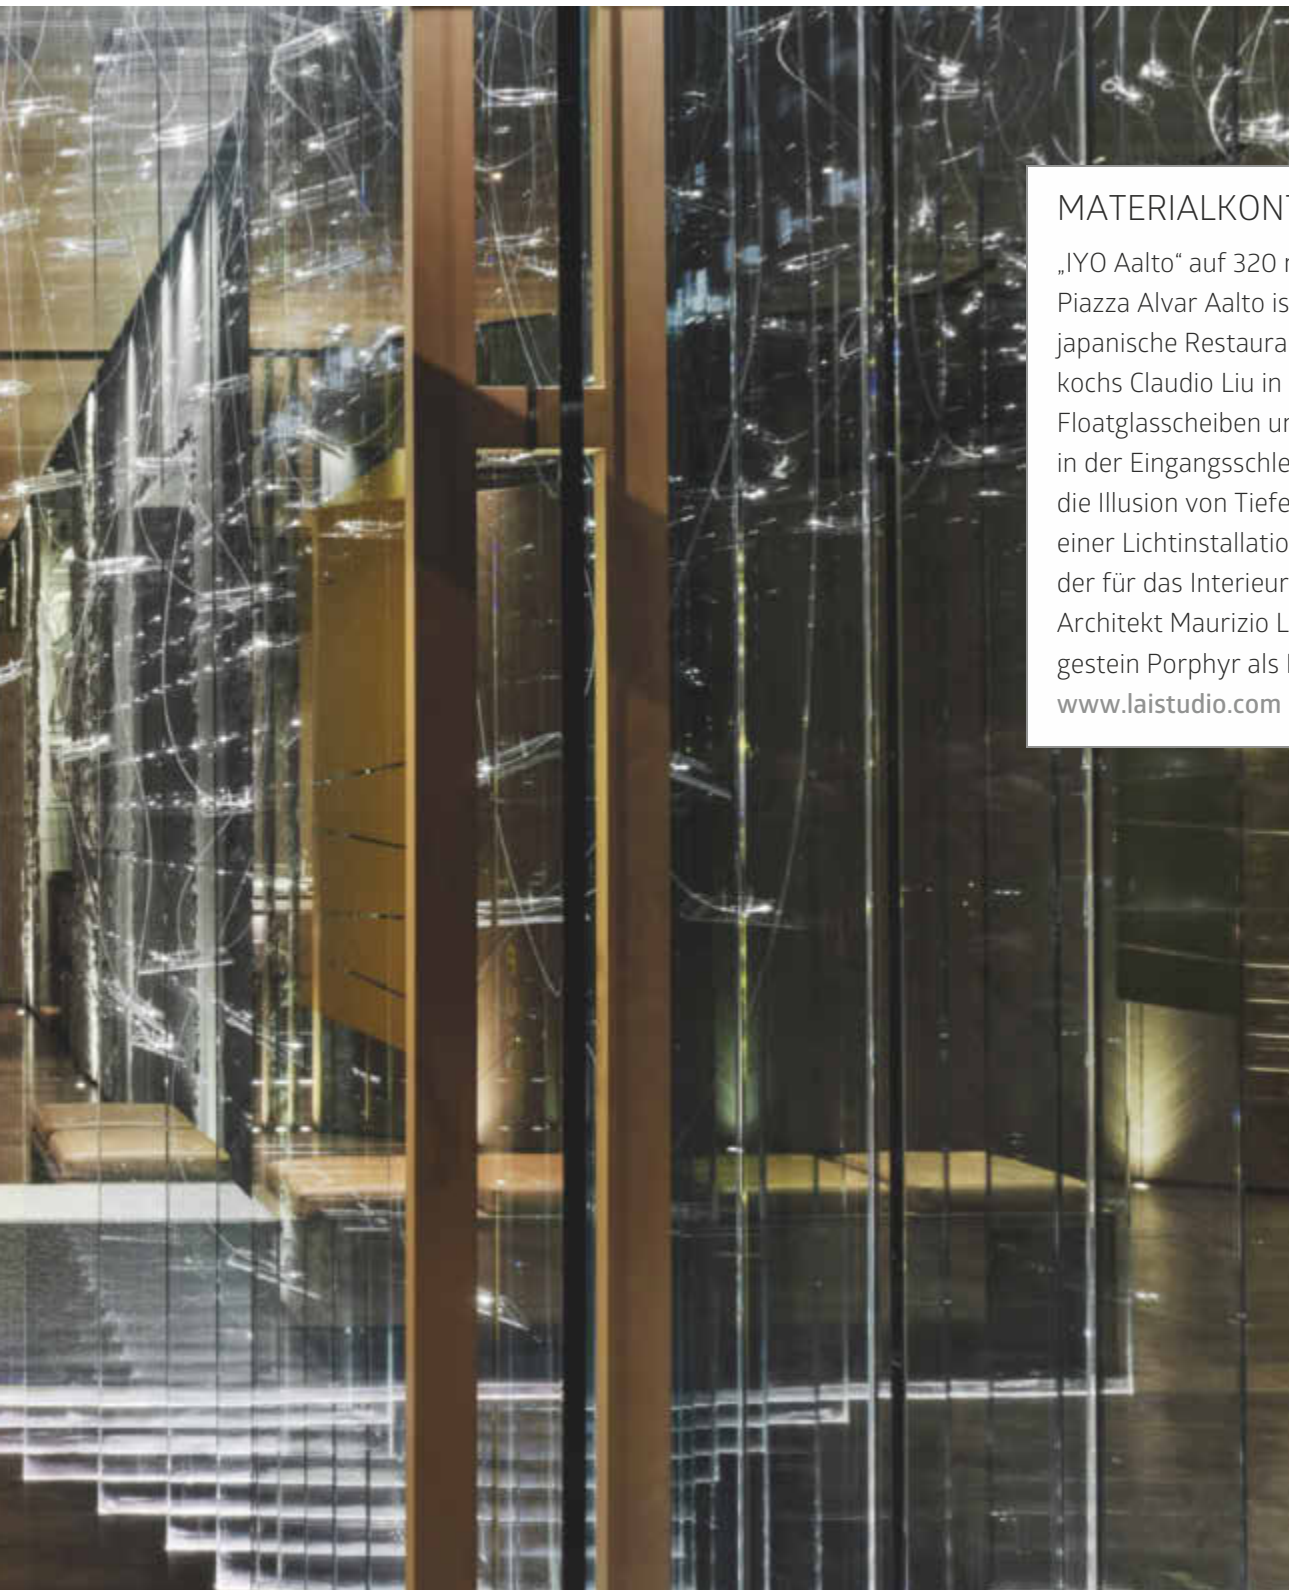 MATERIALKONT
„IYO Aalto“ auf 320
Piazza Alvar Aalto is
japanische Restaura
kochs Claudio Liu in
Floatglasscheiben
in der Eingangsschle
die Illusion von Tiefe
einer Lichtinstallatio
der für das Interieur
Architekt Maurizio L
gestein Porphyr als
www.laistudio.com